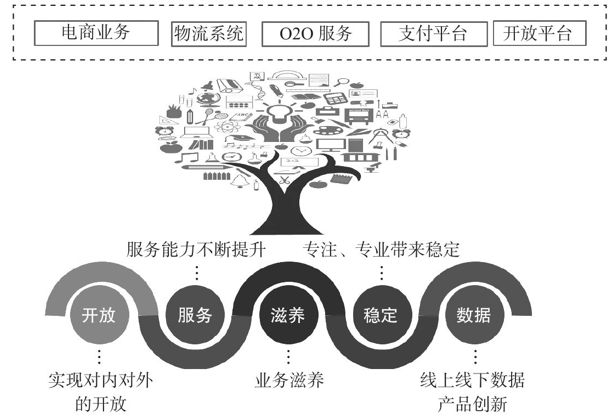 电商业务
物流系统
O2O 服务
支付平台
开放平台
服务能力不断提升
专注、专业带来稳定
开放
服务
滋养
稳定
数据
实现对内对外
的开放
业务滋养
线上线下数据
产品创新